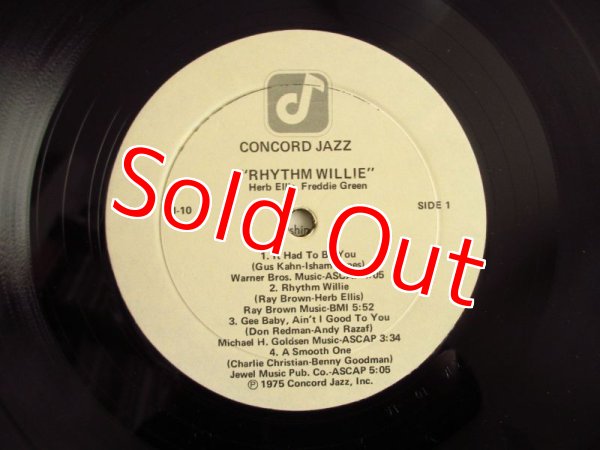 CONCORD JAZZ
"RHYTHM WILLIE"
Herb Freddie Green
SIDE 1
Sold Out
1. It Had To Be You
(Gus Kahn-Isham
Warner Bros. Music-ASCAP
2. Rhythm Willie
(Ray Brown-Herb Ellis)
Ray Brown Music-BMI 5:52
3. Gee Baby, Ain't I Good To You
(Don Redman-Andy Razaf)
Michael H. Goldsen Music-ASCAP 3:34
4. A Smooth One
(Charlie Christian-Benny Goodman)
Jewel Music Pub. Co.-ASCAP 5:05
Ⓟ 1975 Concord Jazz, Inc.